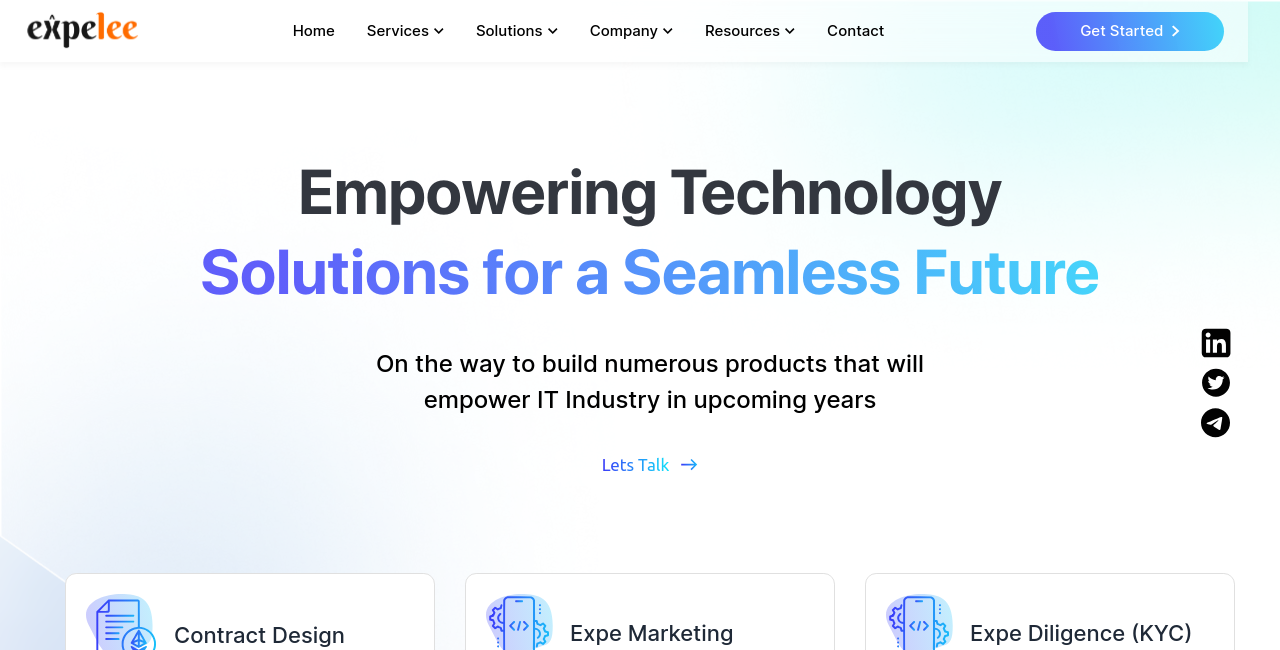 expelee
Home Services Solutions Company Resources Contact Get Started
Empowering Technology
Solutions for a Seamless Future
On the way to build numerous products that will
empower IT Industry in upcoming years
Lets Talk
Contract Design
Expe Marketing
Expe Diligence (KYC)